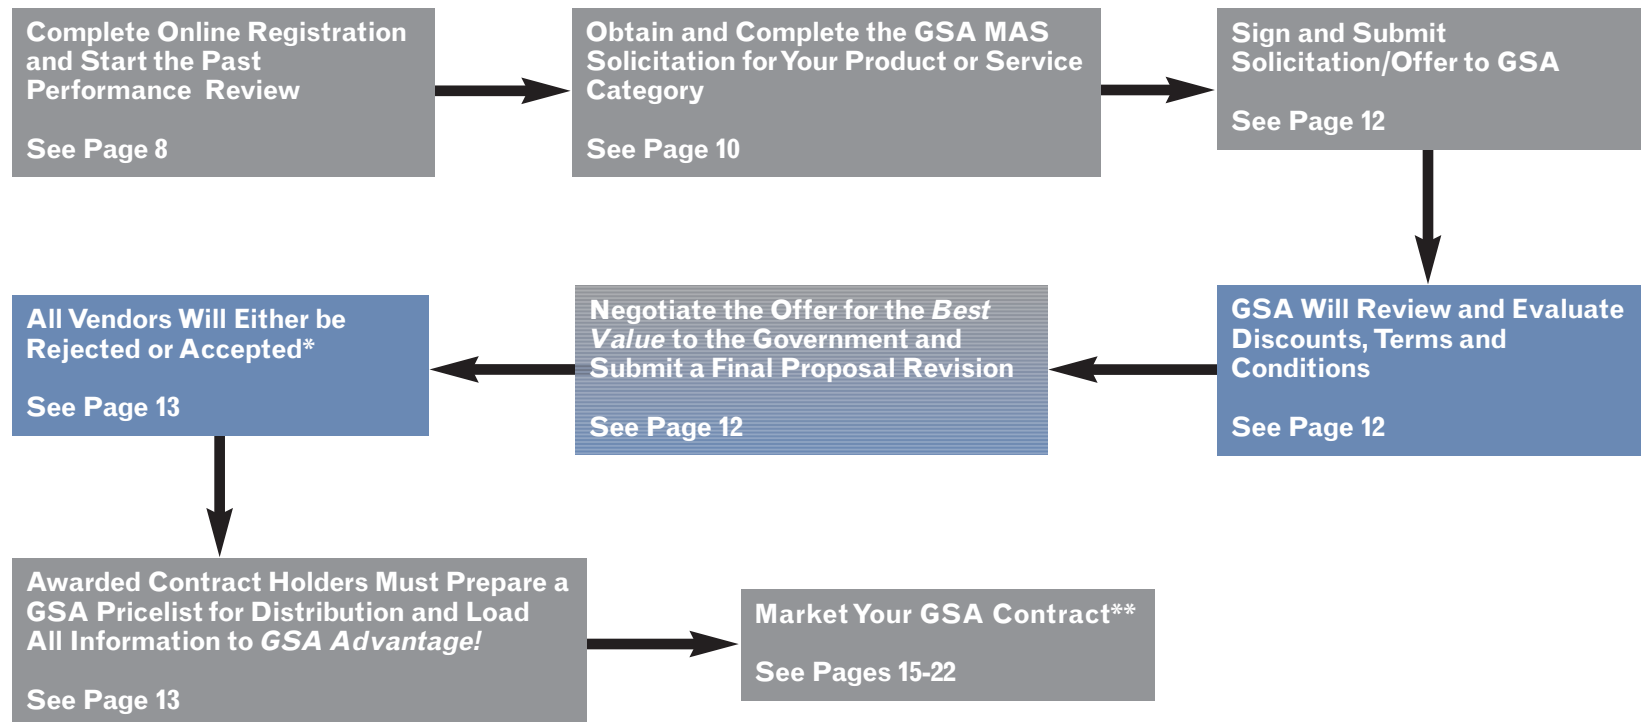 Complete Online Registration
and Start the Past
Performance Review
See Page 8
Obtain and Complete the GSA MAS
Solicitation for Your Product or Service
Category
See Page 10
Sign and Submit
Solicitation/Offer to GSA
See Page 12
GSA Will Review and Evaluate
Discounts, Terms and
Conditions
See Page 12
Negotiate the Offer for the Best
Value to the Government and
Submit a Final Proposal Revision
See Page 12
All Vendors Will Either be
Rejected or Accepted*
See Page 13
Awarded Contract Holders Must Prepare a
GSA Pricelist for Distribution and Load
All Information to GSA Advantage!
See Page 13
Market Your GSA Contract**
See Pages 15-22